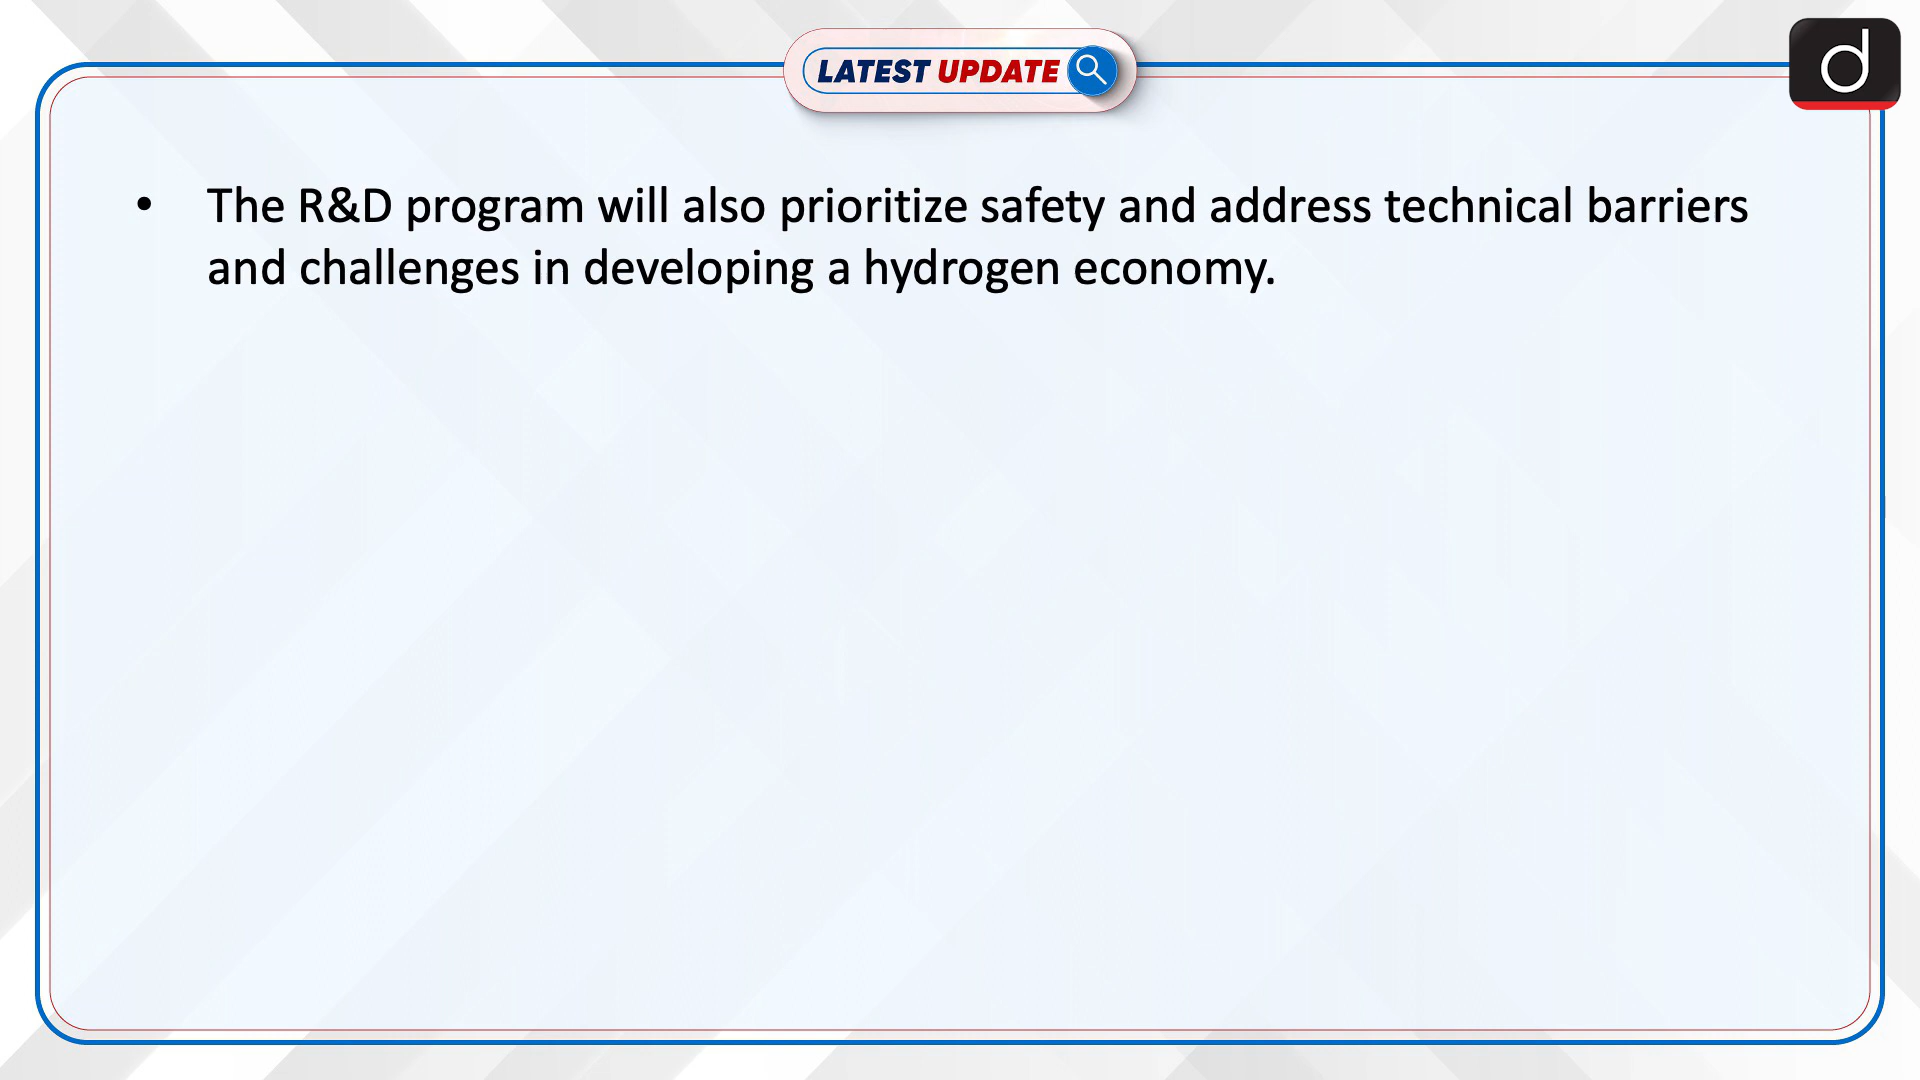 LATEST UPDATE
d
• The R&D program will also prioritize safety and address technical barriers
and challenges in developing a hydrogen economy.